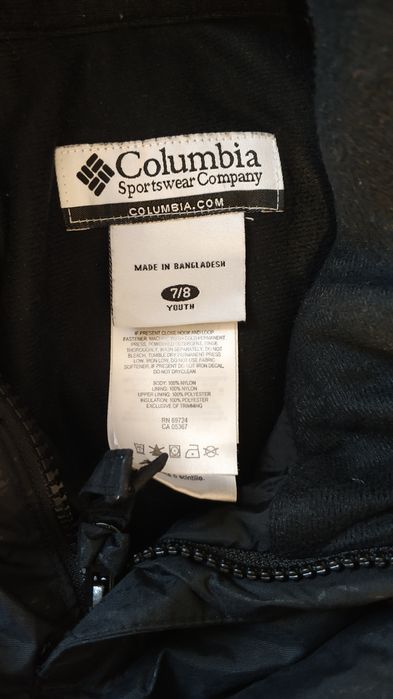 Columbia
Sportswear Company
COLUMBIA.COM
MADE IN BANGLADESH
7/8
YOUTH
IF PRESENT CLOSE HOOK AND LOOP
FASTENER. MACHINE WASH COLD PERMANENT
PRESS, POWDERED DETERGENT, RINSE
THOROUGHLY, WASH SEPARATELY. DO NOT
BLEACH, TUMBLE DRY PERMANENT PRESS
LOW, IRON LOW, DO NOT USE FABRIC
SOFTENER. IF PRESENT DO NOT IRON DECAL.
DO NOT DRYCLEAN.
BODY: 100% NYLON
LINING: 100% NYLON
UPPER LINING: 100% POLYESTER
INSULATION: 100% POLYESTER
EXCLUSIVE OF TRIMMING
RN 69724
CA 05367